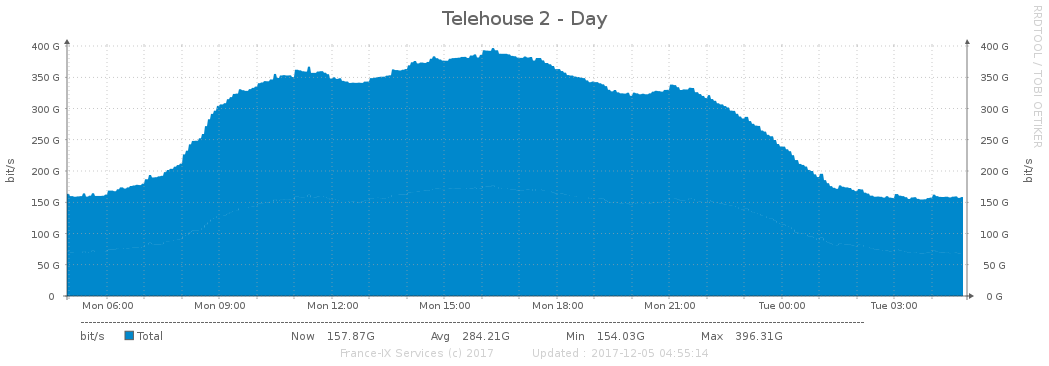 Telehouse 2 - Day
RRDTOOL / TOBI OETIKER
bit/s
400 G 400 G
350 G 350 G
300 G 300 G
250 G 250 G
200 G 200 G
150 G 150 G
100 G 100 G
50 G 50 G
0 0 G
bit/s
Mon 06:00 Mon 09:00 Mon 12:00 Mon 15:00 Mon 18:00 Mon 21:00 Tue 00:00 Tue 03:00
bit/s Total Now 157.87G Avg 284.21G Min 154.03G Max 396.31G
France-IX Services (c) 2017 Updated : 2017-12-05 04:55:14